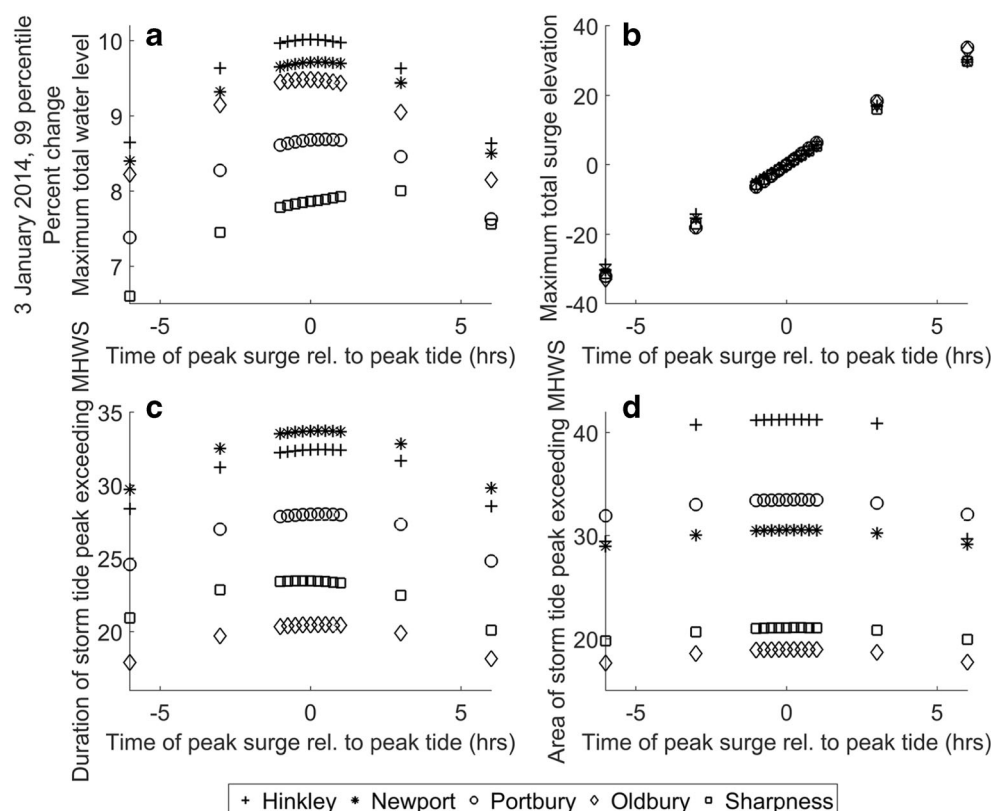 3 January 2014, 99 percentile
Percent change
Maximum total water level
a
10
9
8
7
-5
0
5
Time of peak surge rel. to peak tide (hrs)
Maximum total surge elevation
b
40
20
0
-20
-40
-5
0
5
Time of peak surge rel. to peak tide (hrs)
Duration of storm tide peak exceeding MHWS
c
35
30
25
20
-5
0
5
Time of peak surge rel. to peak tide (hrs)
Area of storm tide peak exceeding MHWS
d
40
30
20
-5
0
5
Time of peak surge rel. to peak tide (hrs)
Hinkley Newport Portbury Oldbury Sharpness